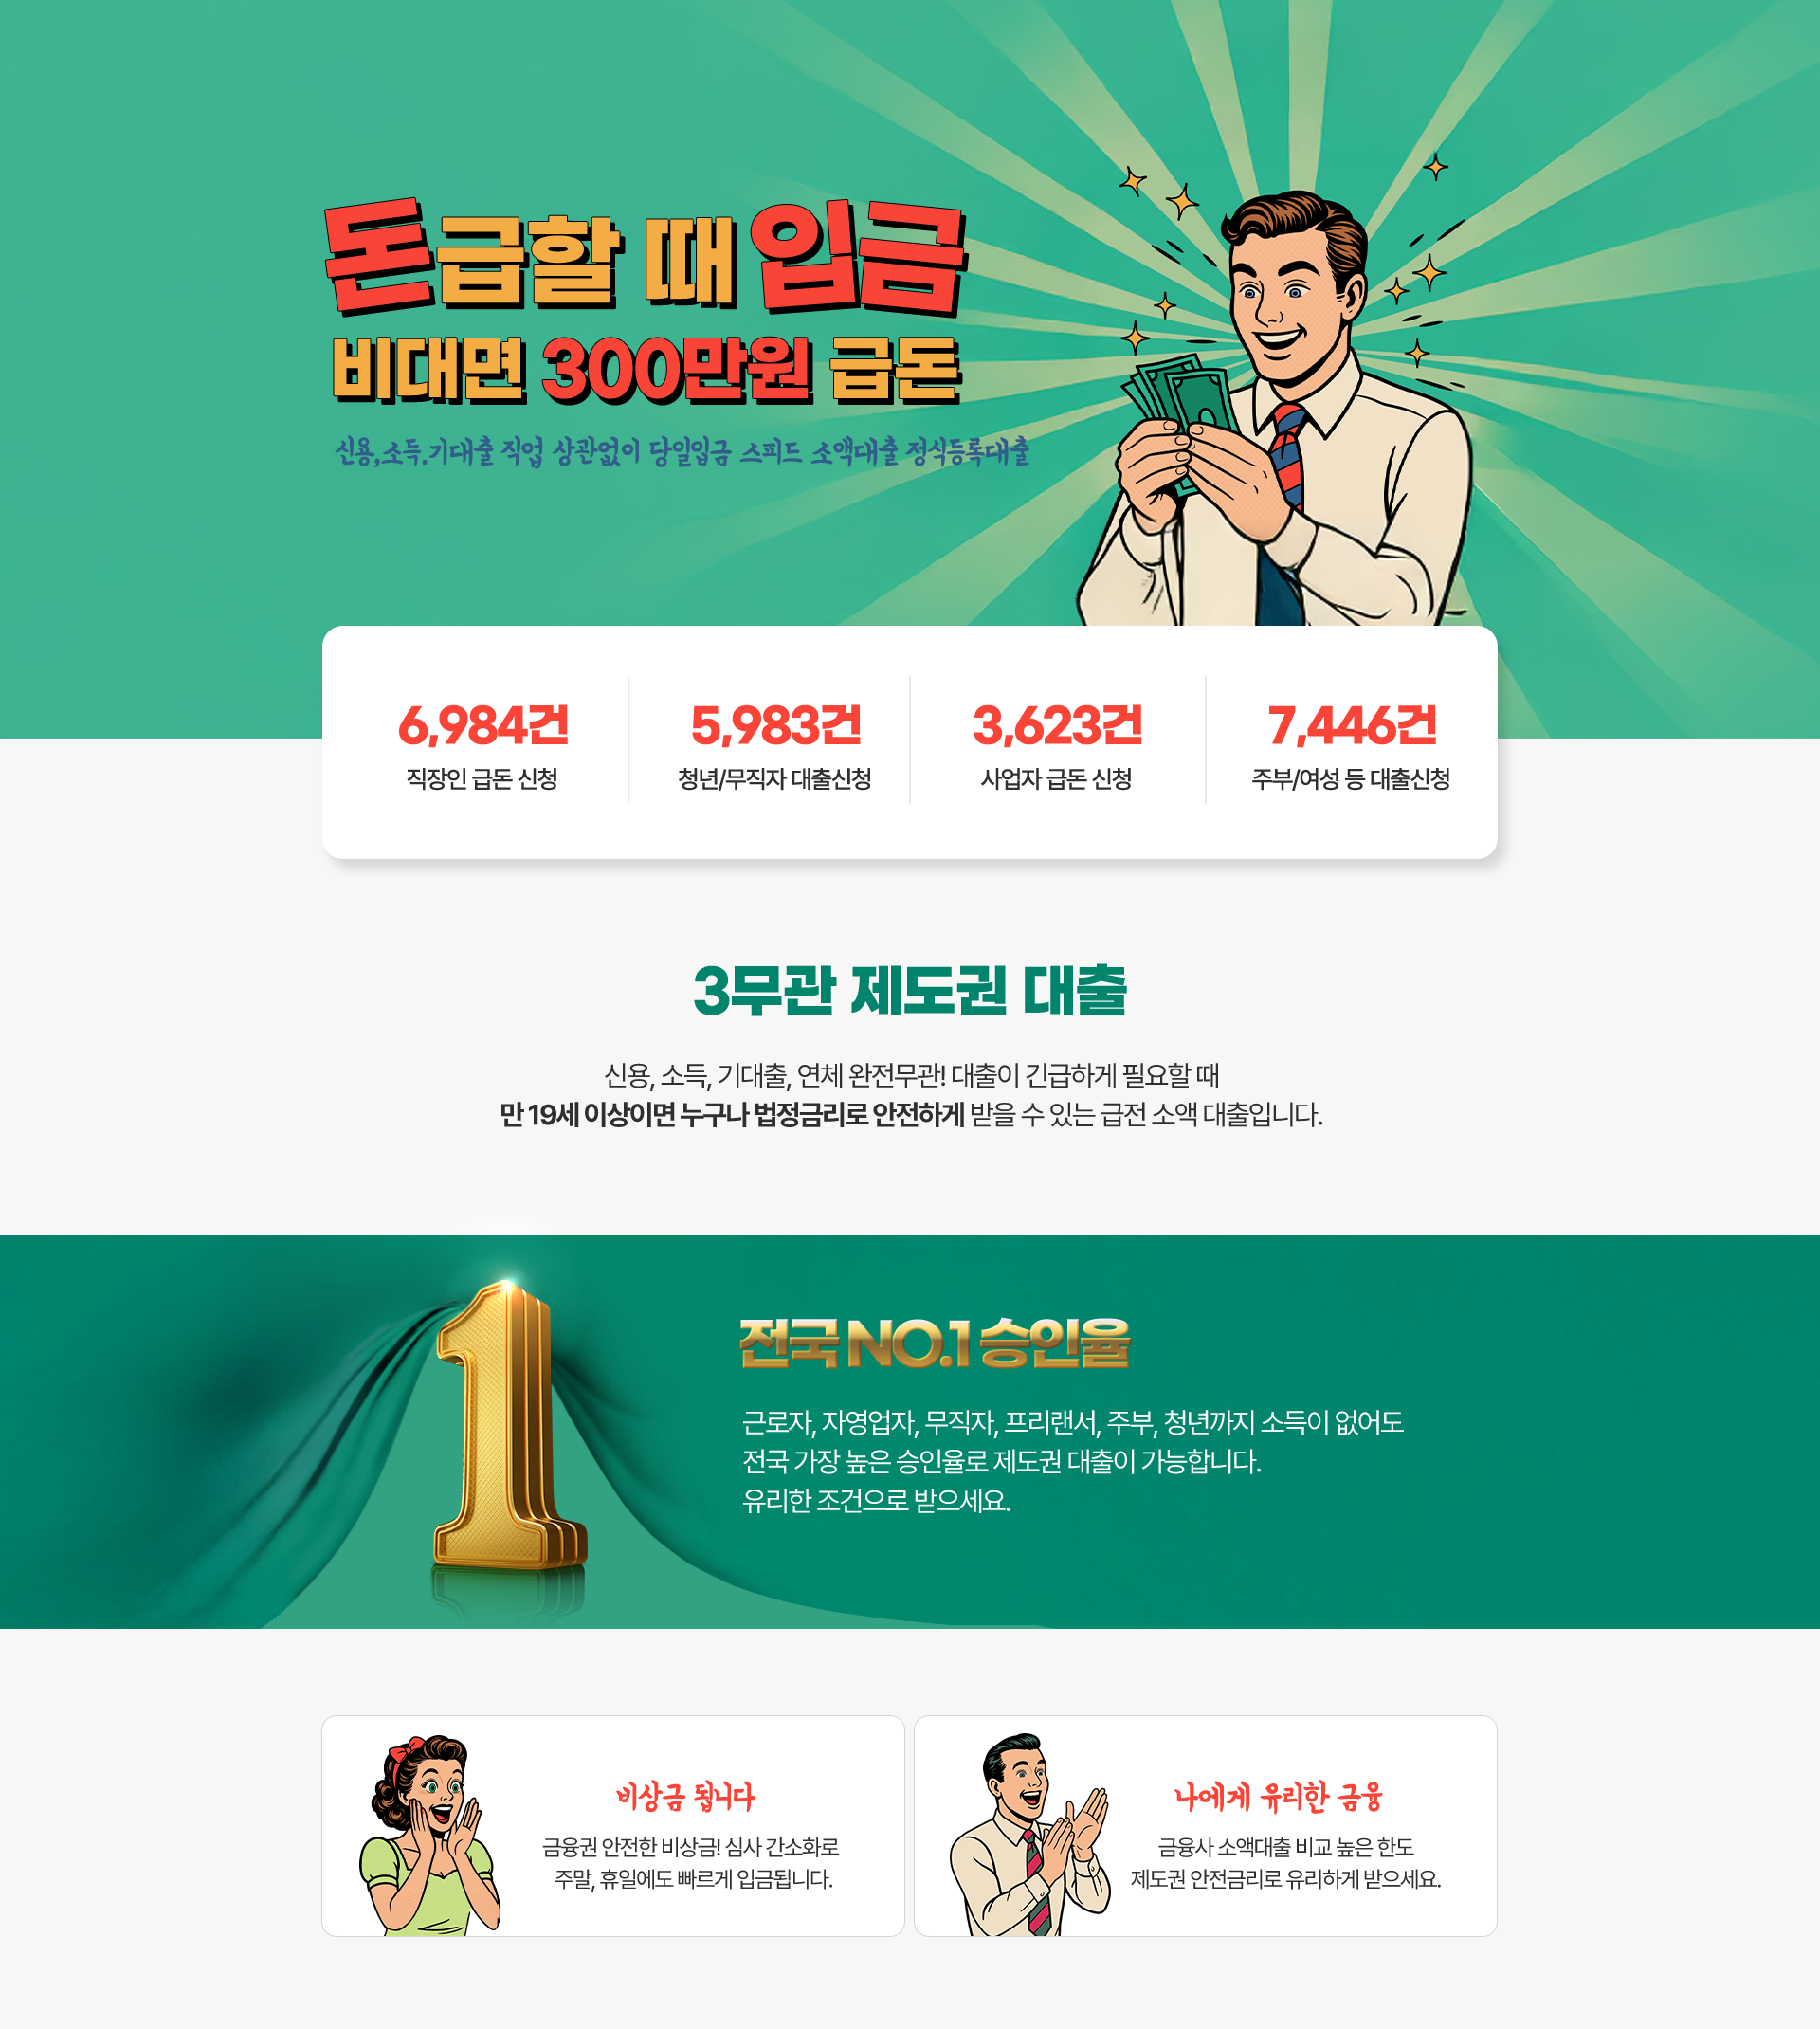 돈급할 때 입금
비대면 300만원 급돈
신용,소득.기대출 직업 상관없이 당일입금 스피드 소액대출 정식등록대출
6,984건
직장인 급돈 신청
5,983건
청년/무직자 대출신청
3,623건
사업자 급돈 신청
7,446건
주부/여성 등 대출신청
3무관 제도권 대출
신용, 소득, 기대출, 연체 완전무관! 대출이 긴급하게 필요할 때
만 19세 이상이면 누구나 법정금리로 안전하게 받을 수 있는 급전 소액 대출입니다.
전국 NO.1 승인율
근로자, 자영업자, 무직자, 프리랜서, 주부, 청년까지 소득이 없어도
전국 가장 높은 승인율로 제도권 대출이 가능합니다.
유리한 조건으로 받으세요.
비상금 됩니다
금융권 안전한 비상금! 심사 간소화로
주말, 휴일에도 빠르게 입금됩니다.
나에게 유리한 금융
금융사 소액대출 비교 높은 한도
제도권 안전금리로 유리하게 받으세요.